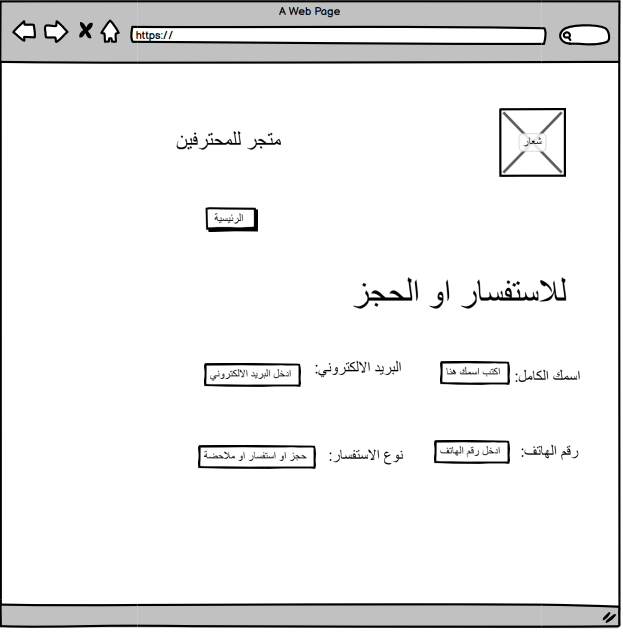 A Web Page
https://
شعار
متجر للمحترفين
الرئيسية
للاستفسار او الحجز
اسمك الكامل: اكتب اسمك هنا
البريد الالكتروني: ادخل البريد الالكتروني
رقم الهاتف: ادخل رقم الهاتف
نوع الاستفسار: حجز او استفسار او ملاحضة